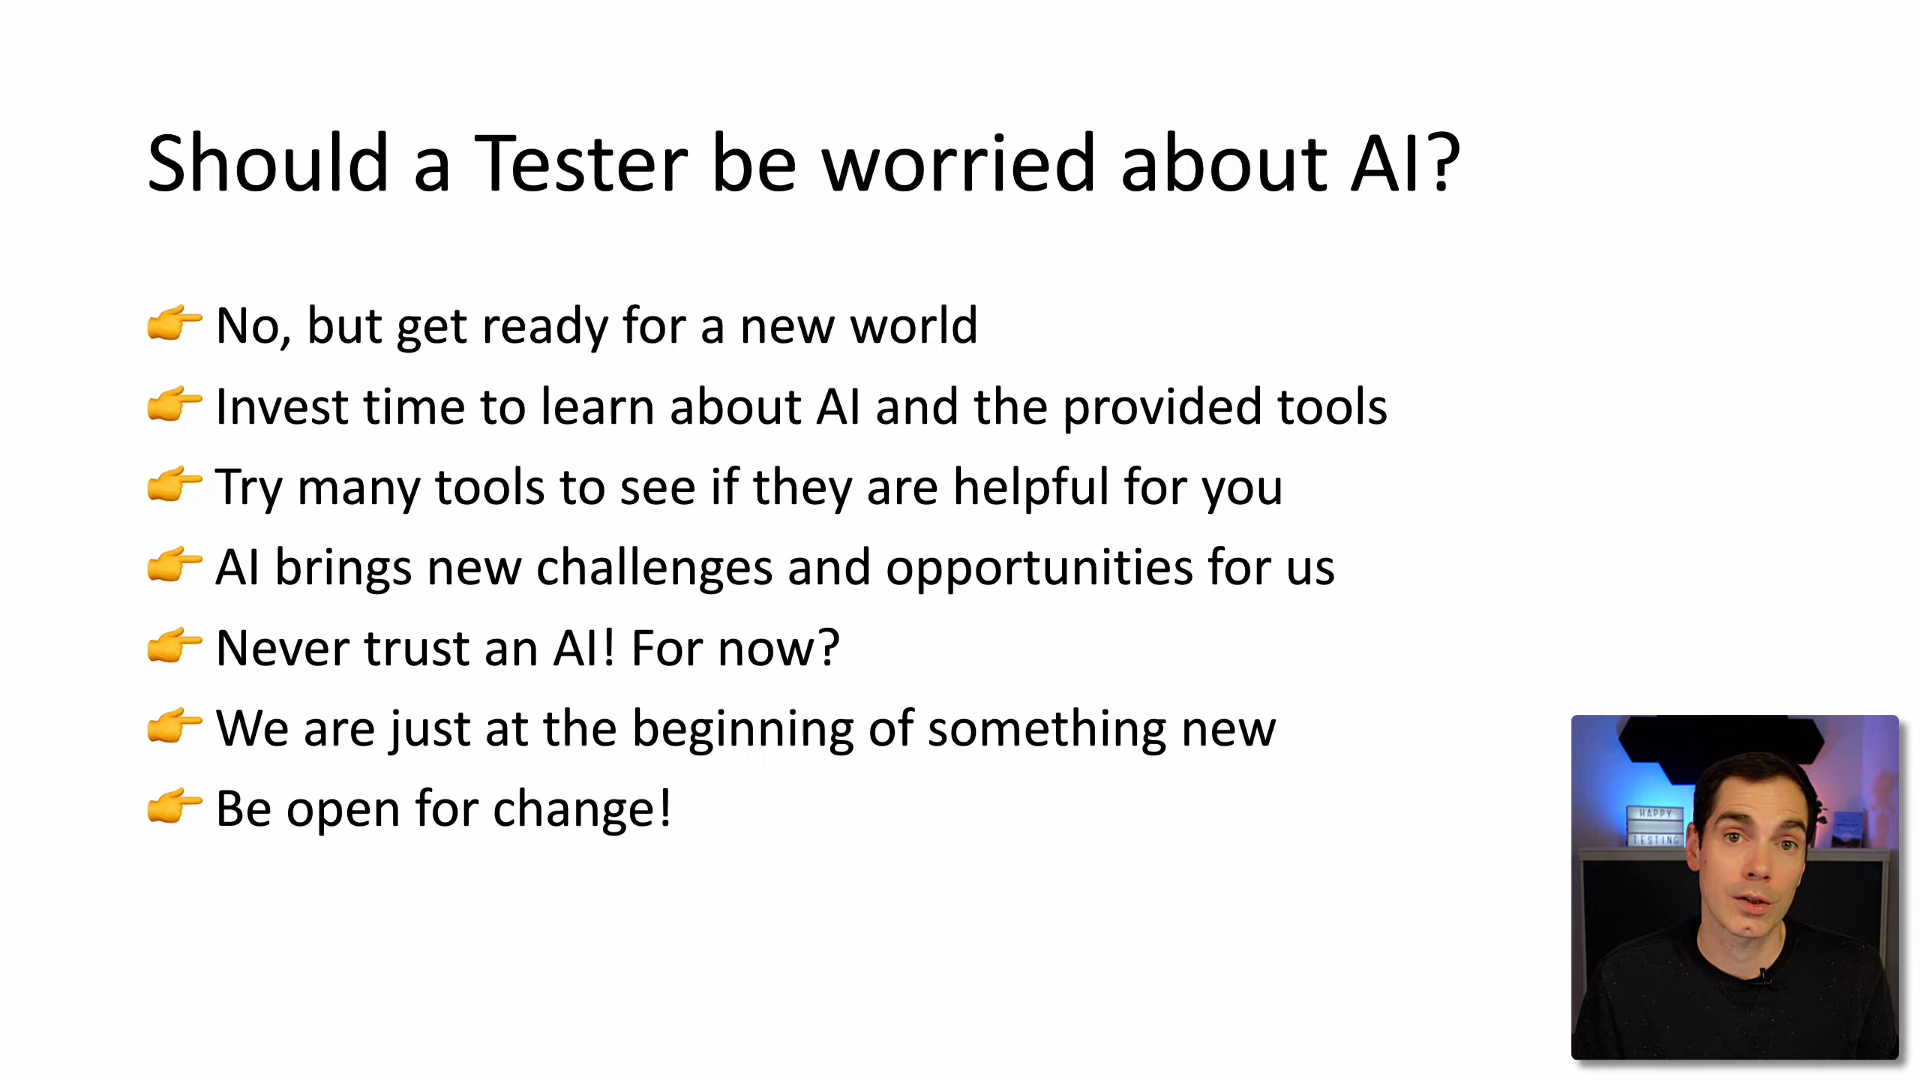 Should a Tester be worried about AI?
👉 No, but get ready for a new world
👉 Invest time to learn about AI and the provided tools
👉 Try many tools to see if they are helpful for you
👉 AI brings new challenges and opportunities for us
👉 Never trust an AI! For now?
👉 We are just at the beginning of something new
👉 Be open for change!
HAPPY
TESTING